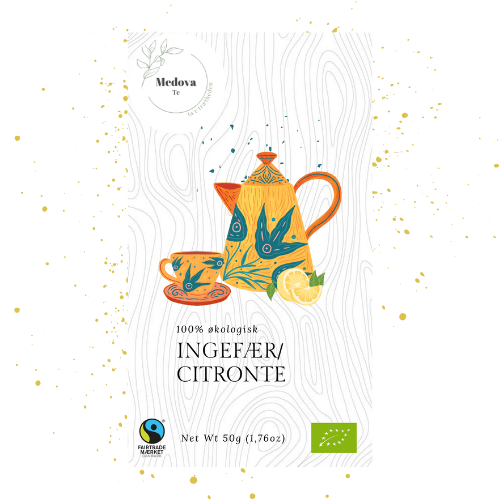 Medova
Te
100% økologisk
INGEFÆR/
CITRONTE
FAIRTRADE
MÆRKET
Net Wt 50g (1,76oz)